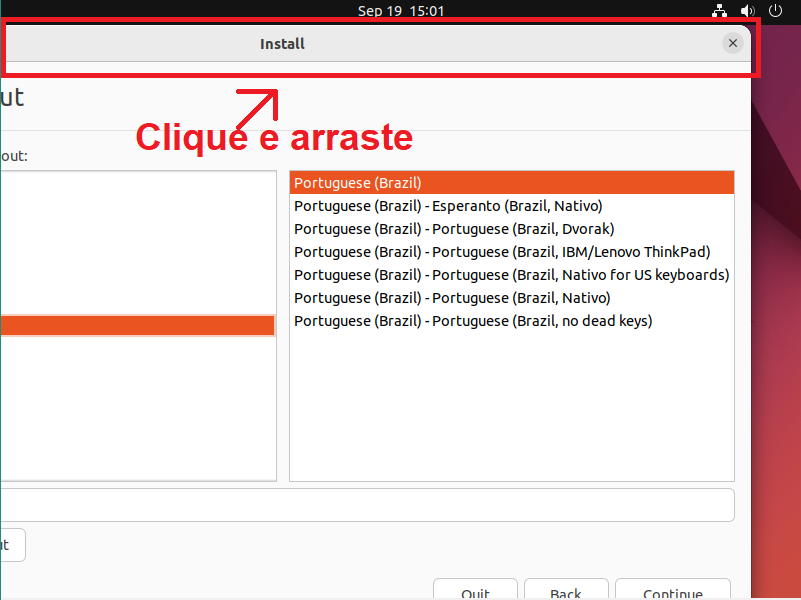 Sep 19 15:01
Install
ut
Clique e arraste
out:
Portuguese (Brazil)
Portuguese (Brazil) - Esperanto (Brazil, Nativo)
Portuguese (Brazil) - Portuguese (Brazil, Dvorak)
Portuguese (Brazil) - Portuguese (Brazil, IBM/Lenovo ThinkPad)
Portuguese (Brazil) - Portuguese (Brazil, Nativo for US keyboards)
Portuguese (Brazil) - Portuguese (Brazil, Nativo)
Portuguese (Brazil) - Portuguese (Brazil, no dead keys)
ut
Quit Back Continue